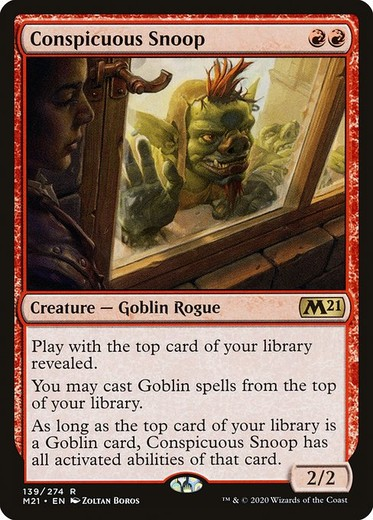 Conspicuous Snoop
Creature — Goblin Rogue
M21
Play with the top card of your library
revealed.
You may cast Goblin spells from the top
of your library.
As long as the top card of your library is
a Goblin card, Conspicuous Snoop has
all activated abilities of that card.
2/2
139/274 R
M21 • EN Zoltan Boros
™ & © 2020 Wizards of the Coast